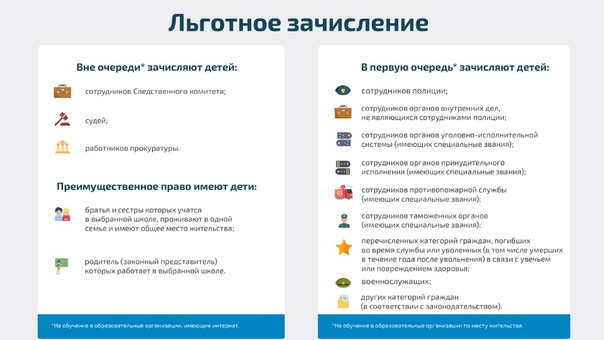 Льготное зачисление
Вне очереди* зачисляют детей:
сотрудников Следственного комитета;
судей;
работников прокуратуры.
Преимущественное право имеют дети:
братья и сестры которых учатся
в выбранной школе, проживают в одной
семье и имеют общее место жительства;
родитель (законный представитель)
которых работает в выбранной школе.
*На обучение в образовательные организации, имеющие интернат.
В первую очередь* зачисляют детей:
сотрудников полиции;
сотрудников органов внутренних дел,
не являющихся сотрудниками полиции;
сотрудников органов уголовно-исполнительной
системы (имеющих специальные звания);
сотрудников органов принудительного
исполнения (имеющих специальные звания);
сотрудников противопожарной службы
(имеющих специальные звания);
сотрудников таможенных органов
(имеющих специальные звания);
перечисленных категорий граждан, погибших
во время службы или уволенных (в том числе умерших
в течение года после увольнения) в связи с увечьем
или повреждением здоровья;
военнослужащих;
других категорий граждан
(в соответствии с законодательством).
*На обучение в образовательные организации по месту жительства.